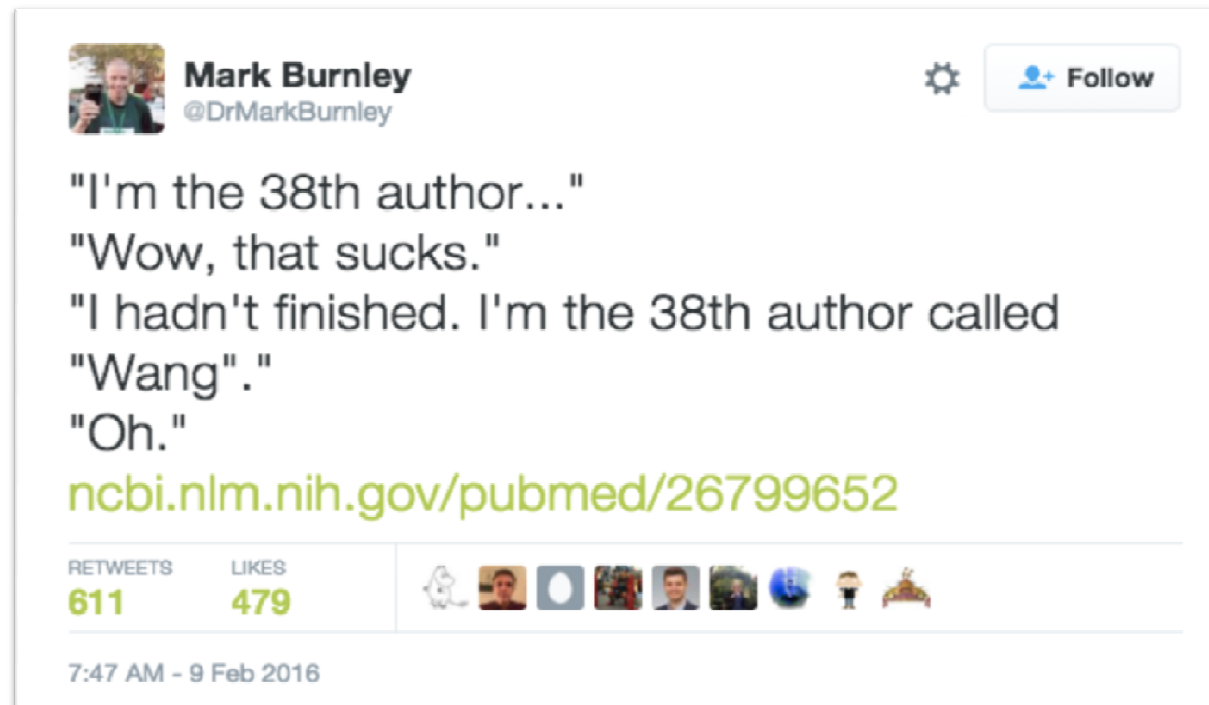 Mark Burnley
@DrMarkBurnley
Follow
"I'm the 38th author..."
"Wow, that sucks."
"I hadn't finished. I'm the 38th author called
"Wang"."
"Oh."
ncbi.nlm.nih.gov/pubmed/26799652
RETWEETS LIKES
611 479
7:47 AM - 9 Feb 2016